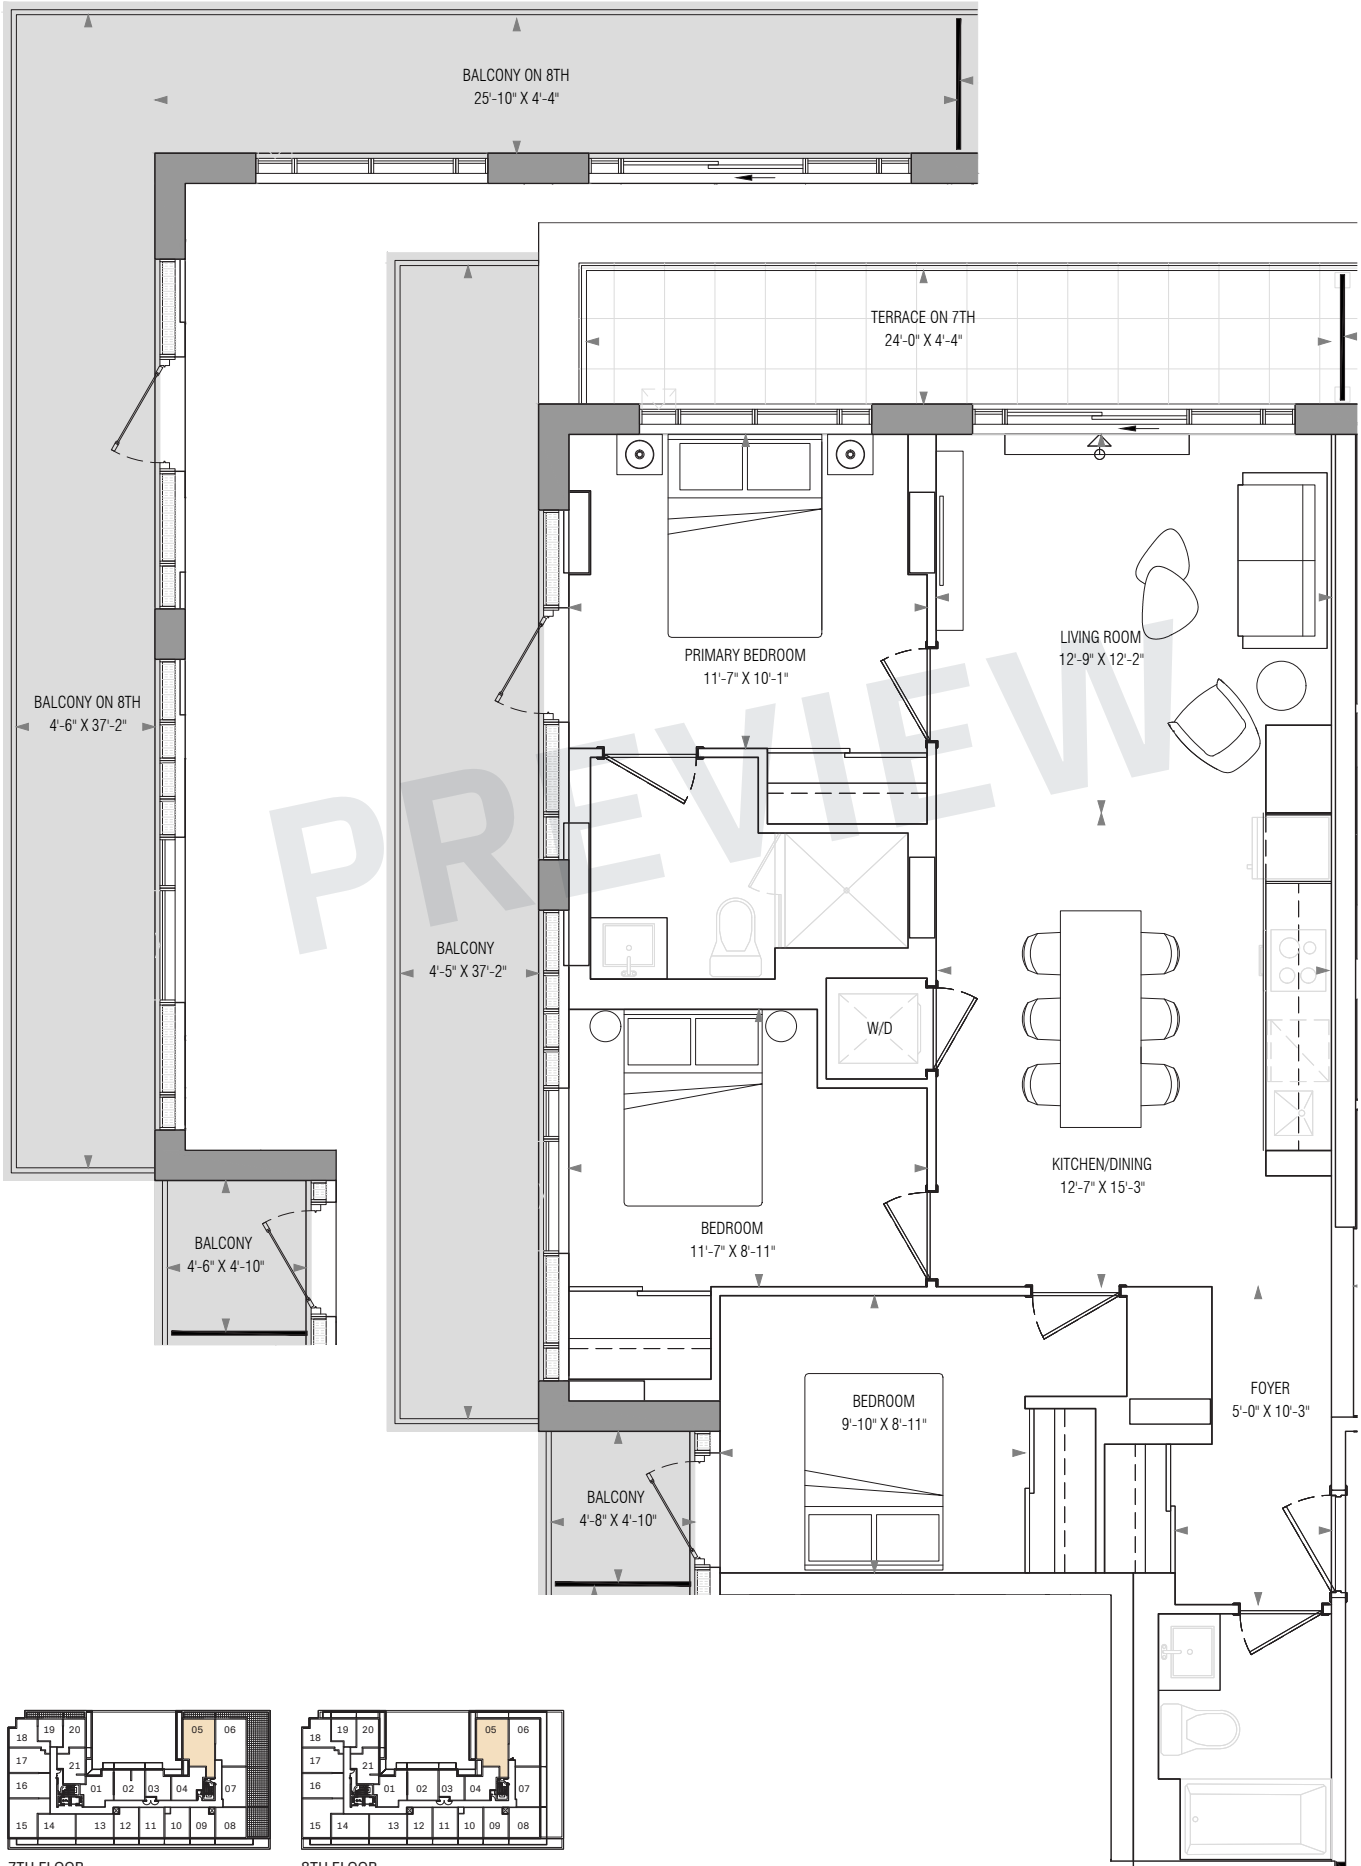 BALCONY ON 8TH
25'-10" X 4'-4"
TERRACE ON 7TH
24'-0" X 4'-4"
LIVING ROOM
12'-9" X 12'-2"
PRIMARY BEDROOM
11'-7" X 10'-1"
BALCONY ON 8TH
4'-6" X 37'-2"
PREVIEW
BALCONY
4'-5" X 37'-2"
W/D
KITCHEN/DINING
12'-7" X 15'-3"
BEDROOM
11'-7" X 8'-11"
BALCONY
4'-6" X 4'-10"
FOYER
5'-0" X 10'-3"
BEDROOM
9'-10" X 8'-11"
BALCONY
4'-8" X 4'-10"
18 19 20 05 06
17 21
16 01 02 03 04 07
15 14 13 12 11 10 09 08
7TH FLOOR
18 19 20 05 06
17 21
16 01 02 03 04 07
15 14 13 12 11 10 09 08
8TH FLOOR